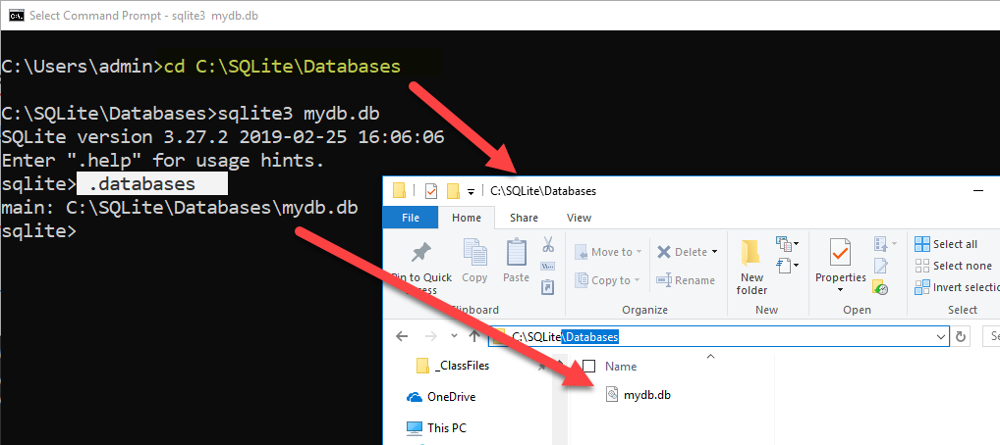 Select Command Prompt - sqlite3 mydb.db
C:\Users\admin>cd C:\SQLite\Databases
C:\SQLite\Databases>sqlite3 mydb.db
SQLite version 3.27.2 2019-02-25 16:06:06
Enter ".help" for usage hints.
sqlite> .databases
main: C:\SQLite\Databases\mydb.db
sqlite>
C:\SQLite\Databases
File Home Share View
Pin to Quick
Copy
Paste
Move to
Copy to
Delete
Rename
New
folder
Properties
Select all
Select none
Invert
Organize
New
Open
Select
C:\SQLite\Databases
_ClassFiles
OneDrive
This PC
Name
mydb.db